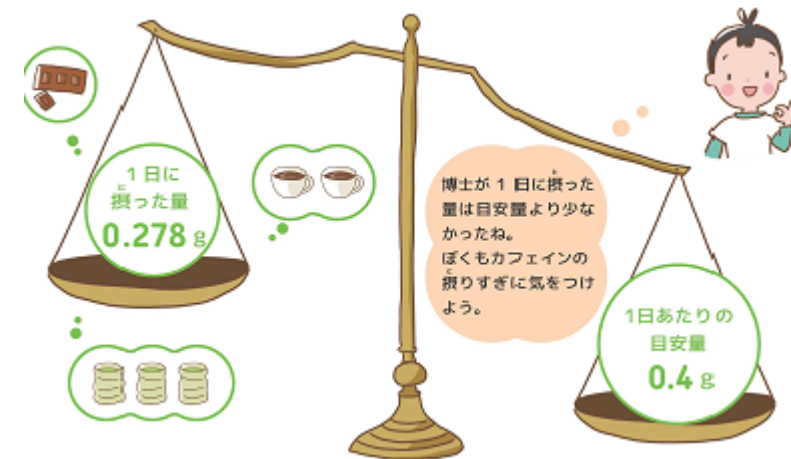 1日に
摂った量
0.278 g
博士が 1 日に摂った
量は目安量より少な
かったね。
ぼくもカフェインの
摂りすぎに気をつけ
よう。
1日あたりの
目安量
0.4 g